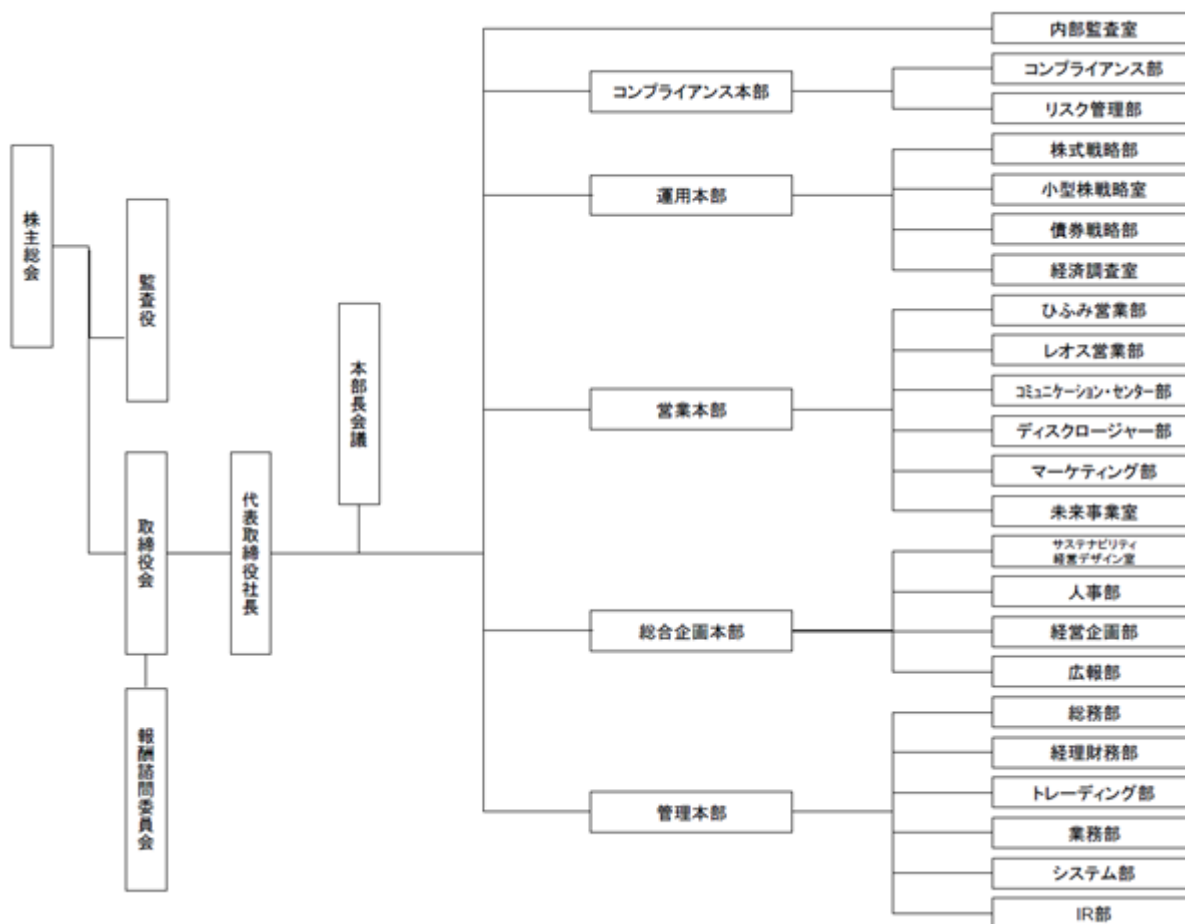 株主総会
監査役
取締役会
報酬諮問委員会
代表取締役社長
本部長会議
内部監査室
コンプライアンス本部
コンプライアンス部
リスク管理部
運用本部
株式戦略部
小型株戦略室
債券戦略部
経済調査室
営業本部
ひふみ営業部
レオス営業部
コミュニケーション・センター部
ディスクロージャー部
マーケティング部
未来事業室
総合企画本部
サステナビリティ
経営デザイン室
人事部
経営企画部
広報部
管理本部
総務部
経理財務部
トレーディング部
業務部
システム部
IR部